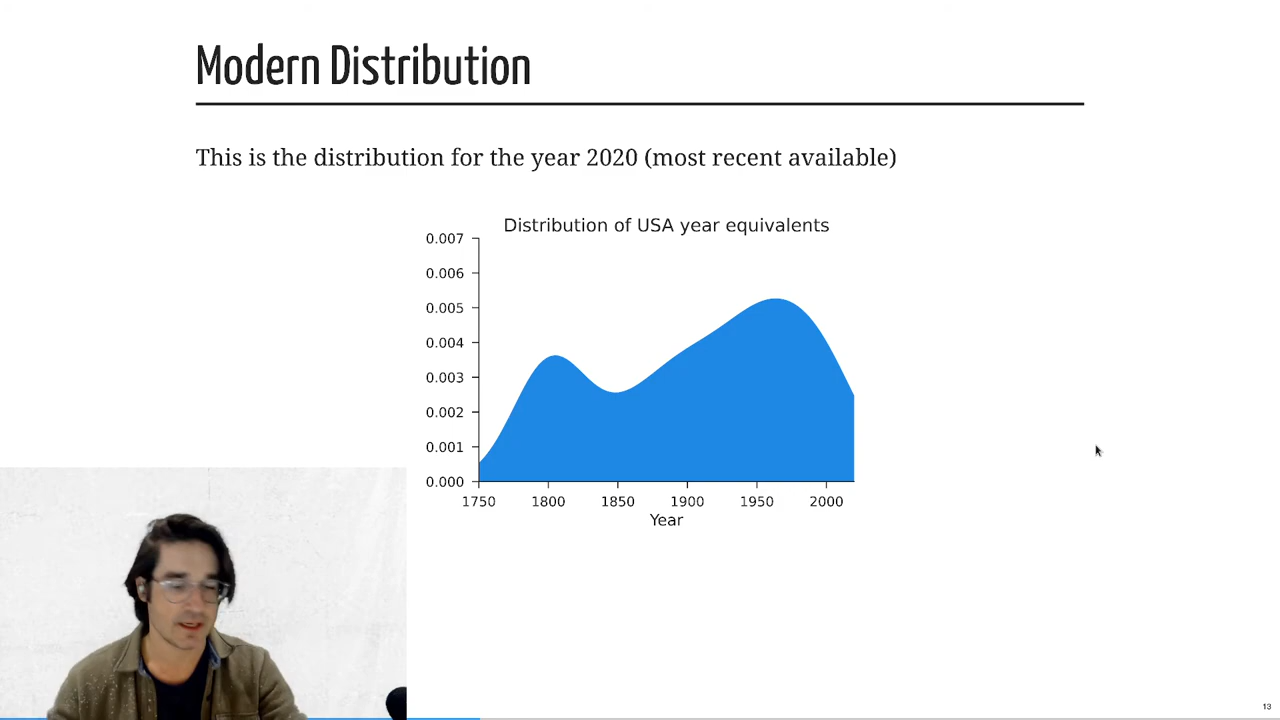 Modern Distribution
This is the distribution for the year 2020 (most recent available)
Distribution of USA year equivalents
0.007
0.006
0.005
0.004
0.003
0.002
0.001
0.000
1750 1800 1850 1900 1950 2000
Year
13